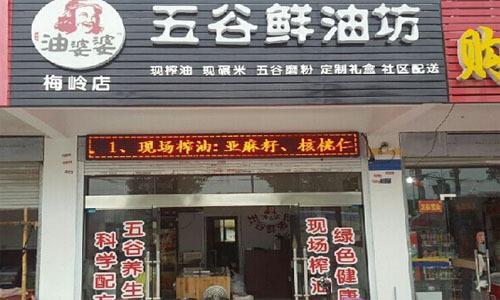 油婆婆
梅岭店
五谷鲜油坊
现榨油 现碾米 五谷磨粉 定制礼盒 社区配送
购
1、现场榨油:亚麻籽、核桃仁
五谷养生
科学配方
现场榨油
绿色健康